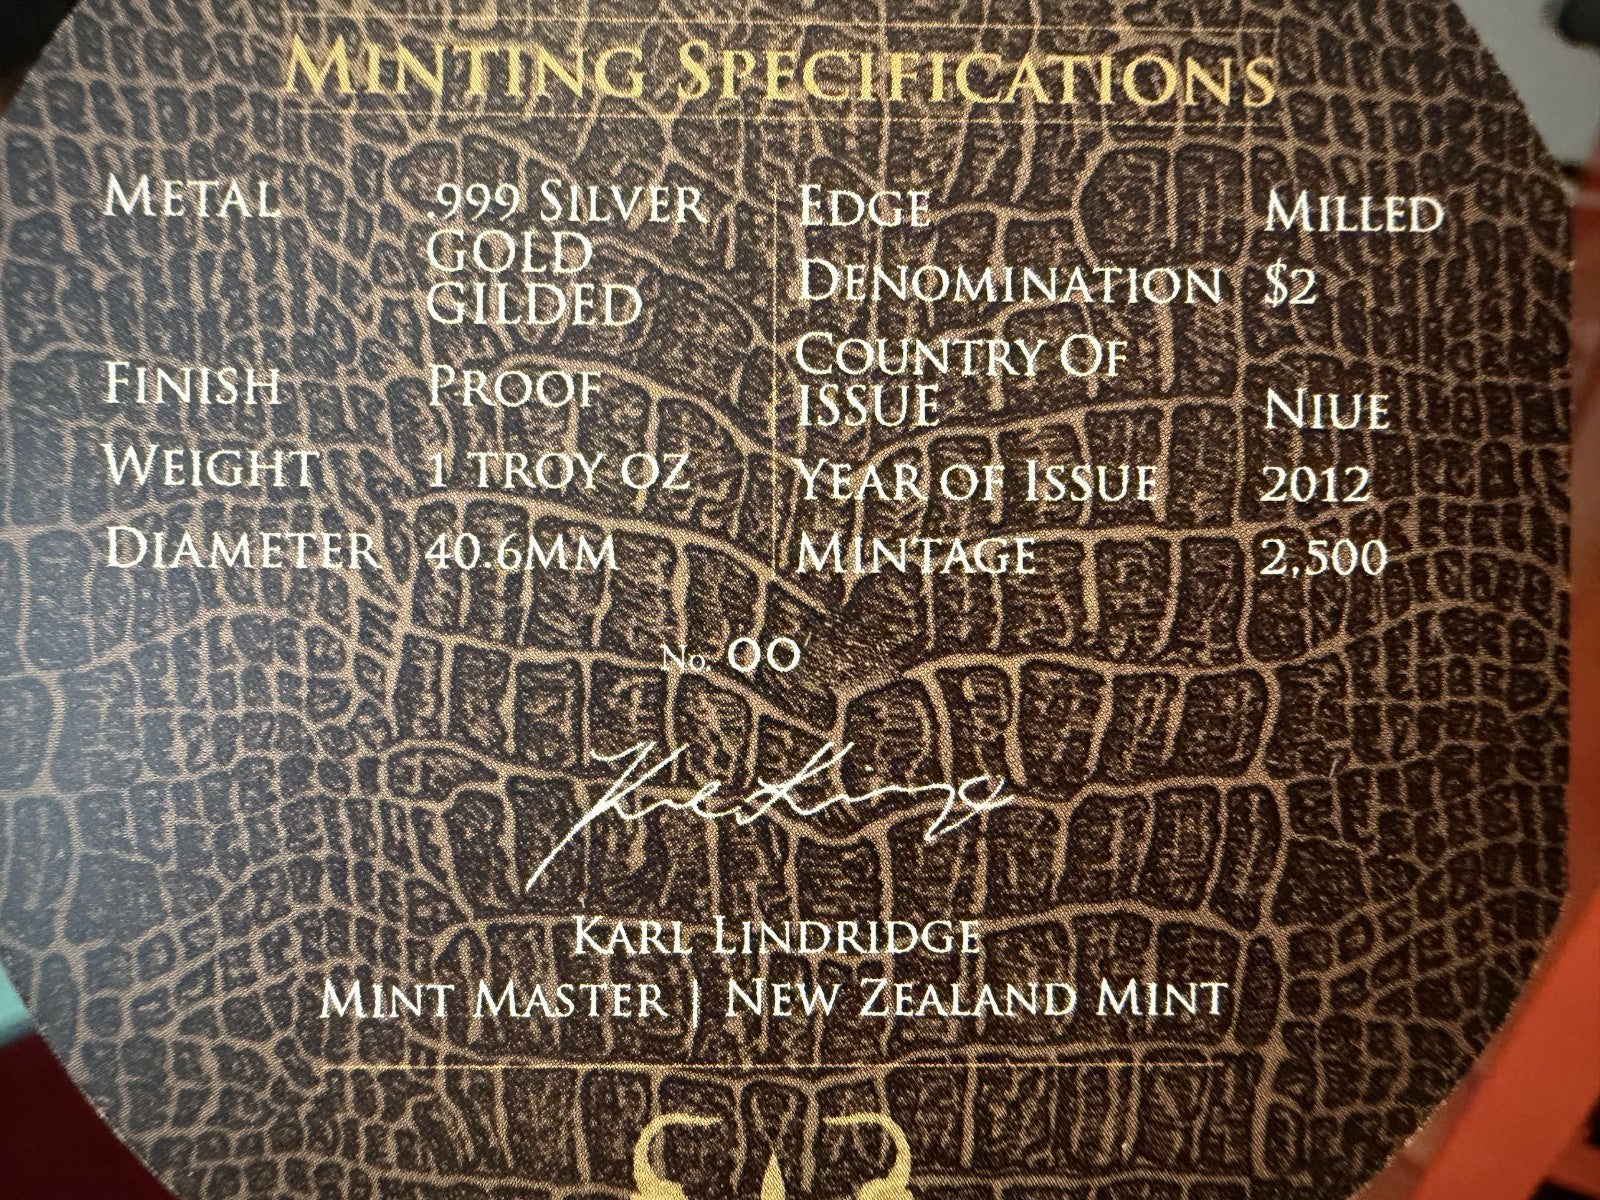 MINTING SPECIFICATIONS
METAL .999 SILVER
GOLD
GILDED
FINISH PROOF
WEIGHT 1 TROY OZ
DIAMETER 40.6MM
EDGE MILLED
DENOMINATION $2
COUNTRY OF
ISSUE NIUE
YEAR OF ISSUE 2012
MINTAGE 2,500
No. 00
KARL LINDRIDGE
MINT MASTER | NEW ZEALAND MINT